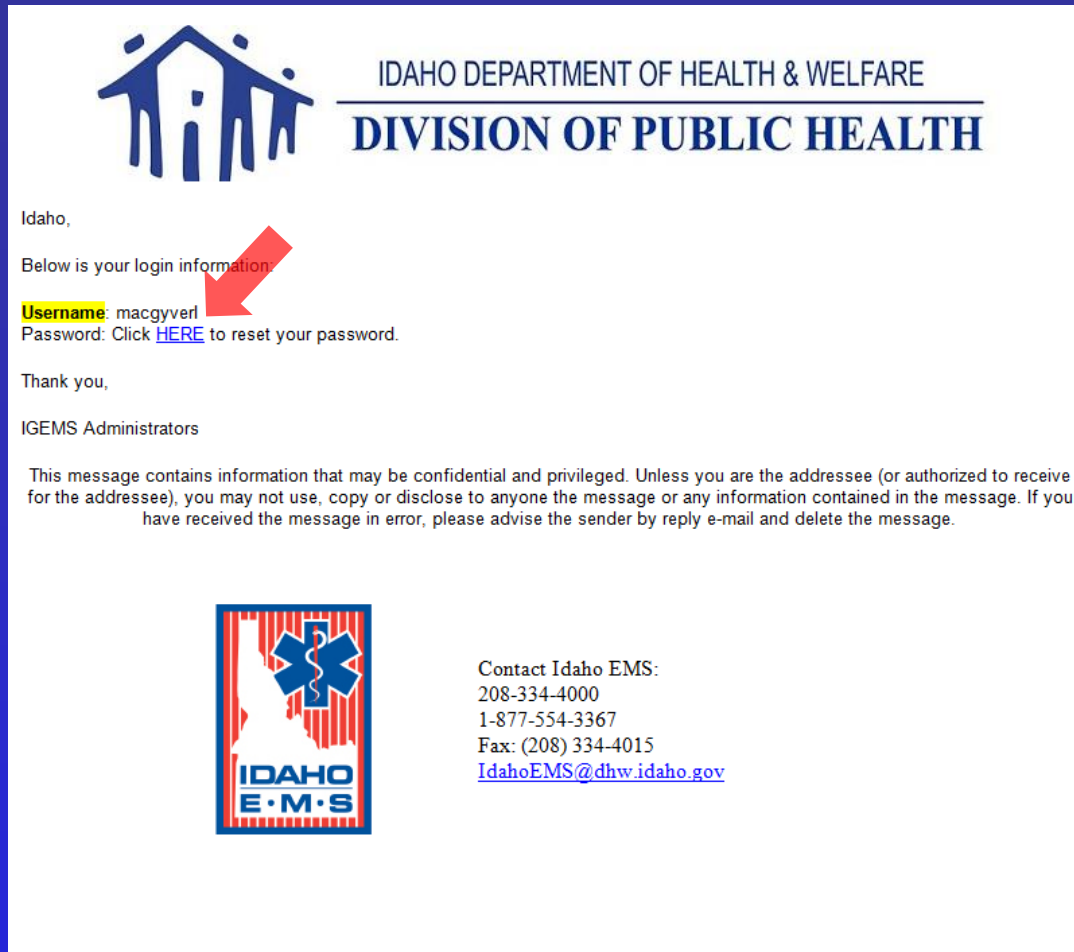 IDAHO DEPARTMENT OF HEALTH & WELFARE
DIVISION OF PUBLIC HEALTH
Idaho,
Below is your login information:
Username: macgyverl
Password: Click HERE to reset your password.
Thank you,
IGEMS Administrators
This message contains information that may be confidential and privileged. Unless you are the addressee (or authorized to receive
for the addressee), you may not use, copy or disclose to anyone the message or any information contained in the message. If you
have received the message in error, please advise the sender by reply e-mail and delete the message.
IDAHO
E·M·S
Contact Idaho EMS:
208-334-4000
1-877-554-3367
Fax: (208) 334-4015
IdahoEMS@dhw.idaho.gov